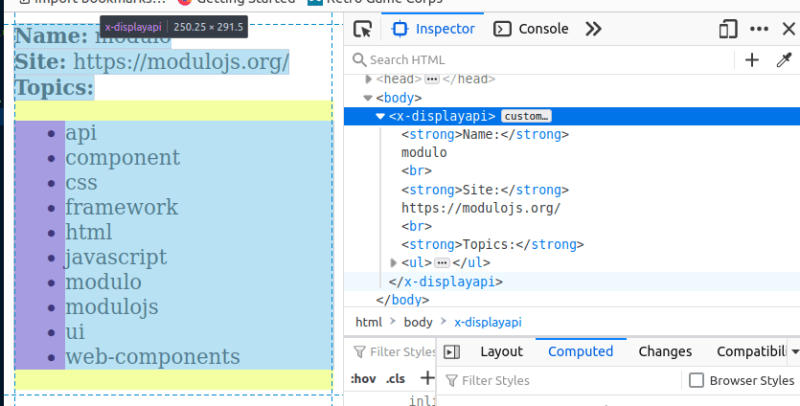 Import bookmarks…
Getting Started
Retro Game Corps
x-displayapi | 250.25 × 291.5
Name: modulo
Site: https://modulojs.org/
Topics:
• api
• component
• css
• framework
• html
• javascript
• modulo
• modulojs
• ui
• web-components
Inspector
Console
Search HTML
<head> ••• </head>
<body>
<x-displayapi> custom…
<strong>Name:</strong>
modulo
<br>
<strong>Site:</strong>
https://modulojs.org/
<br>
<strong>Topics:</strong>
<ul> ••• </ul>
</x-displayapi>
</body>
html › body › x-displayapi
Filter Styles
:hov .cls +
inli
Layout Computed Changes Compatibili
Filter Styles
Browser Styles